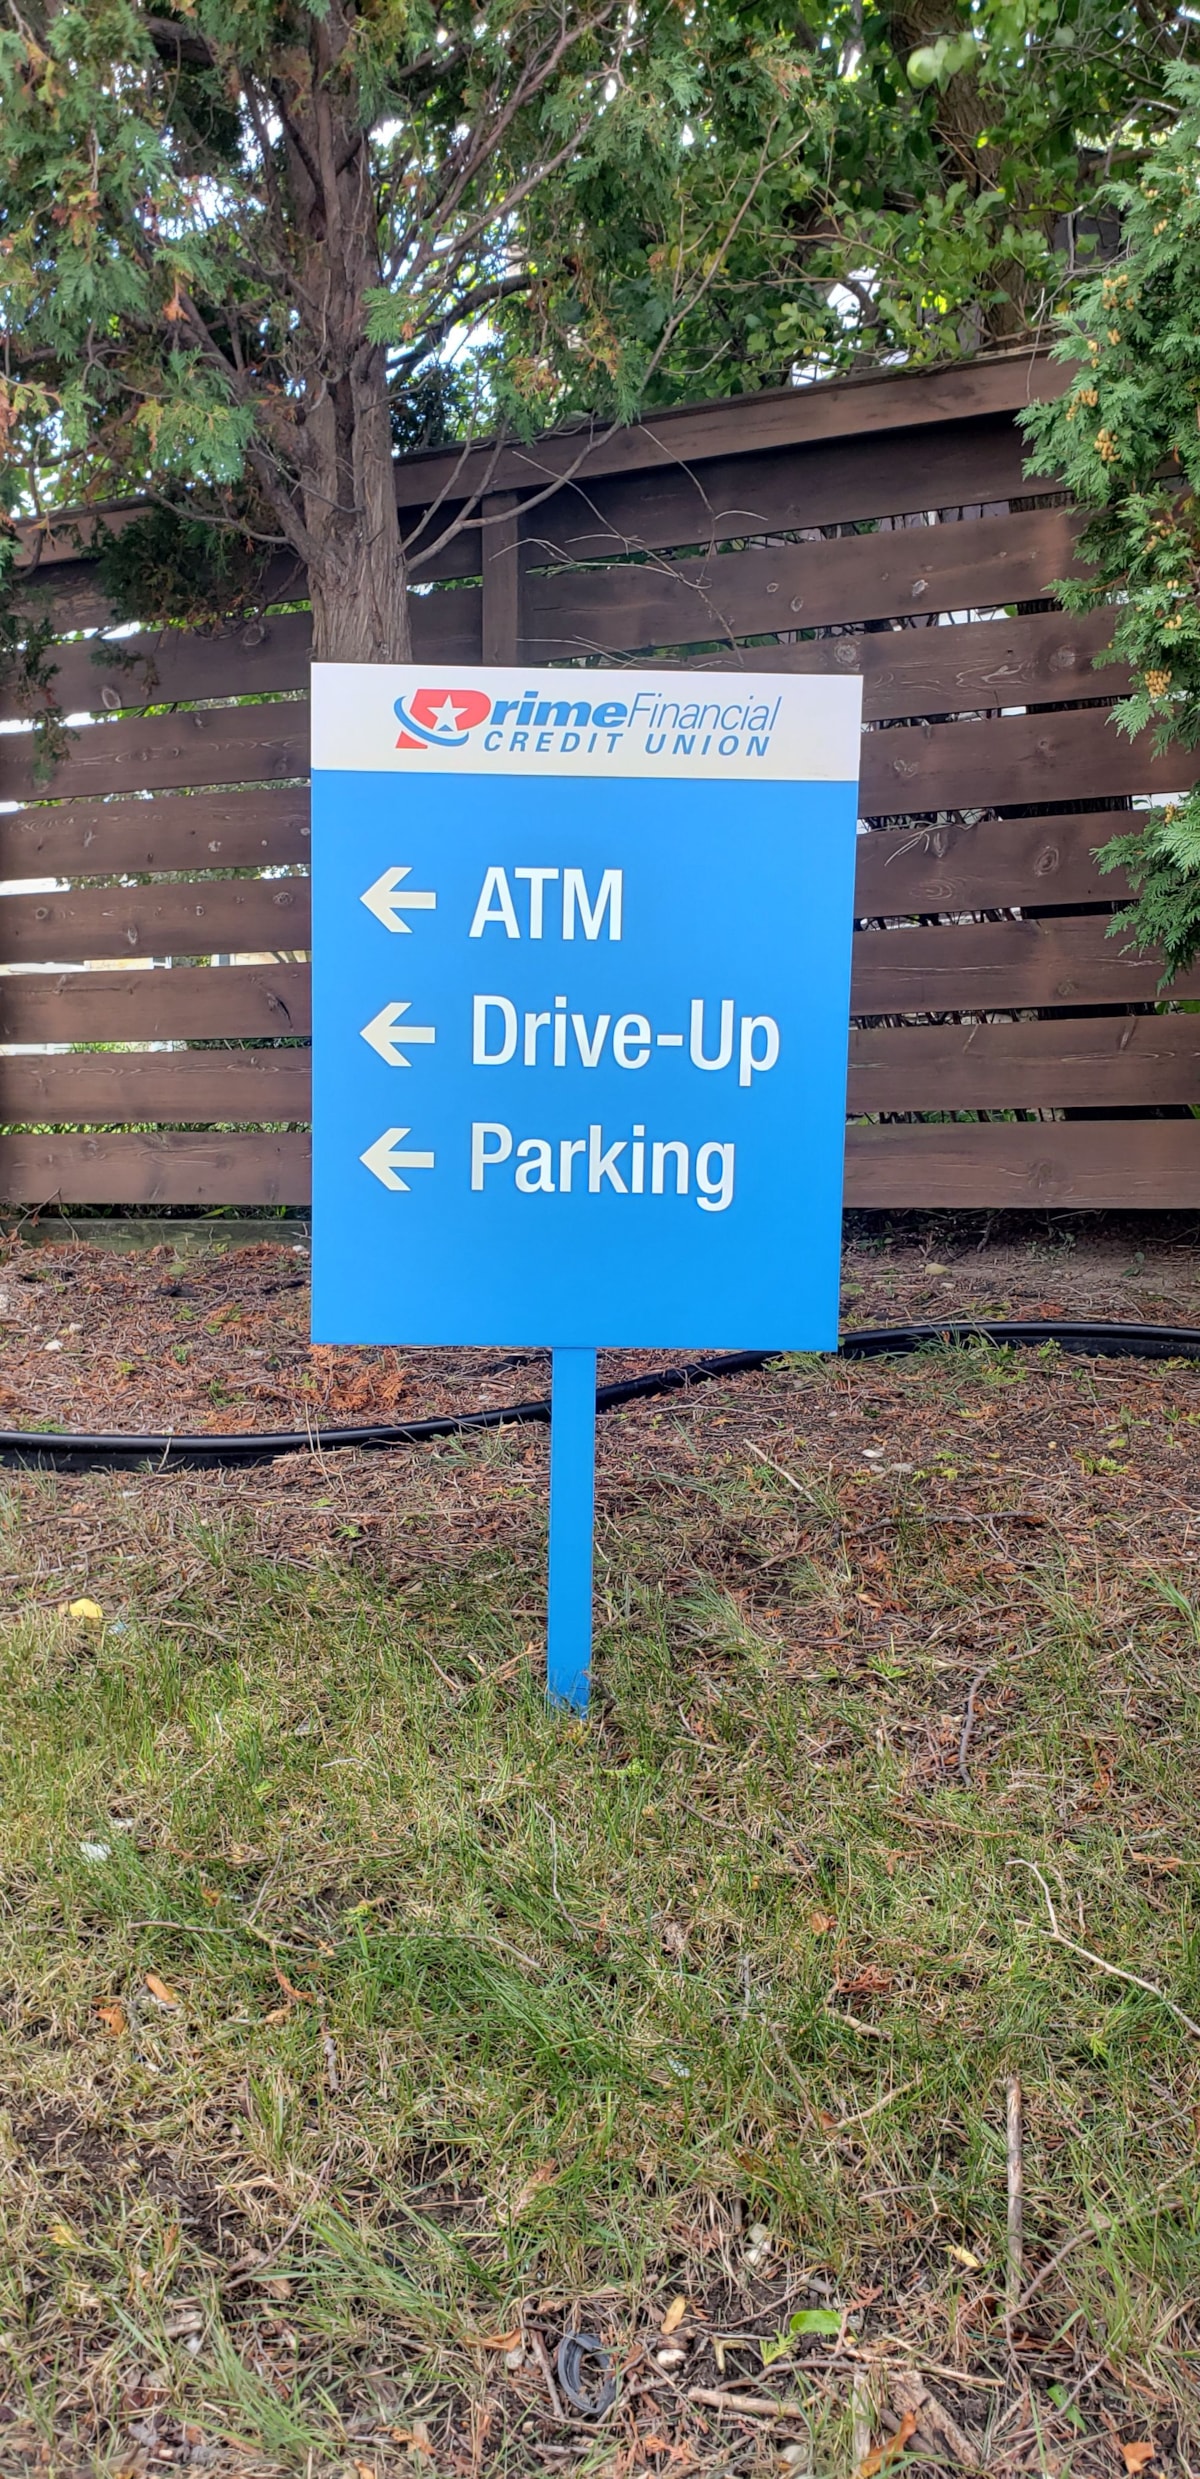 PrimeFinancial
CREDIT UNION
← ATM
← Drive-Up
← Parking